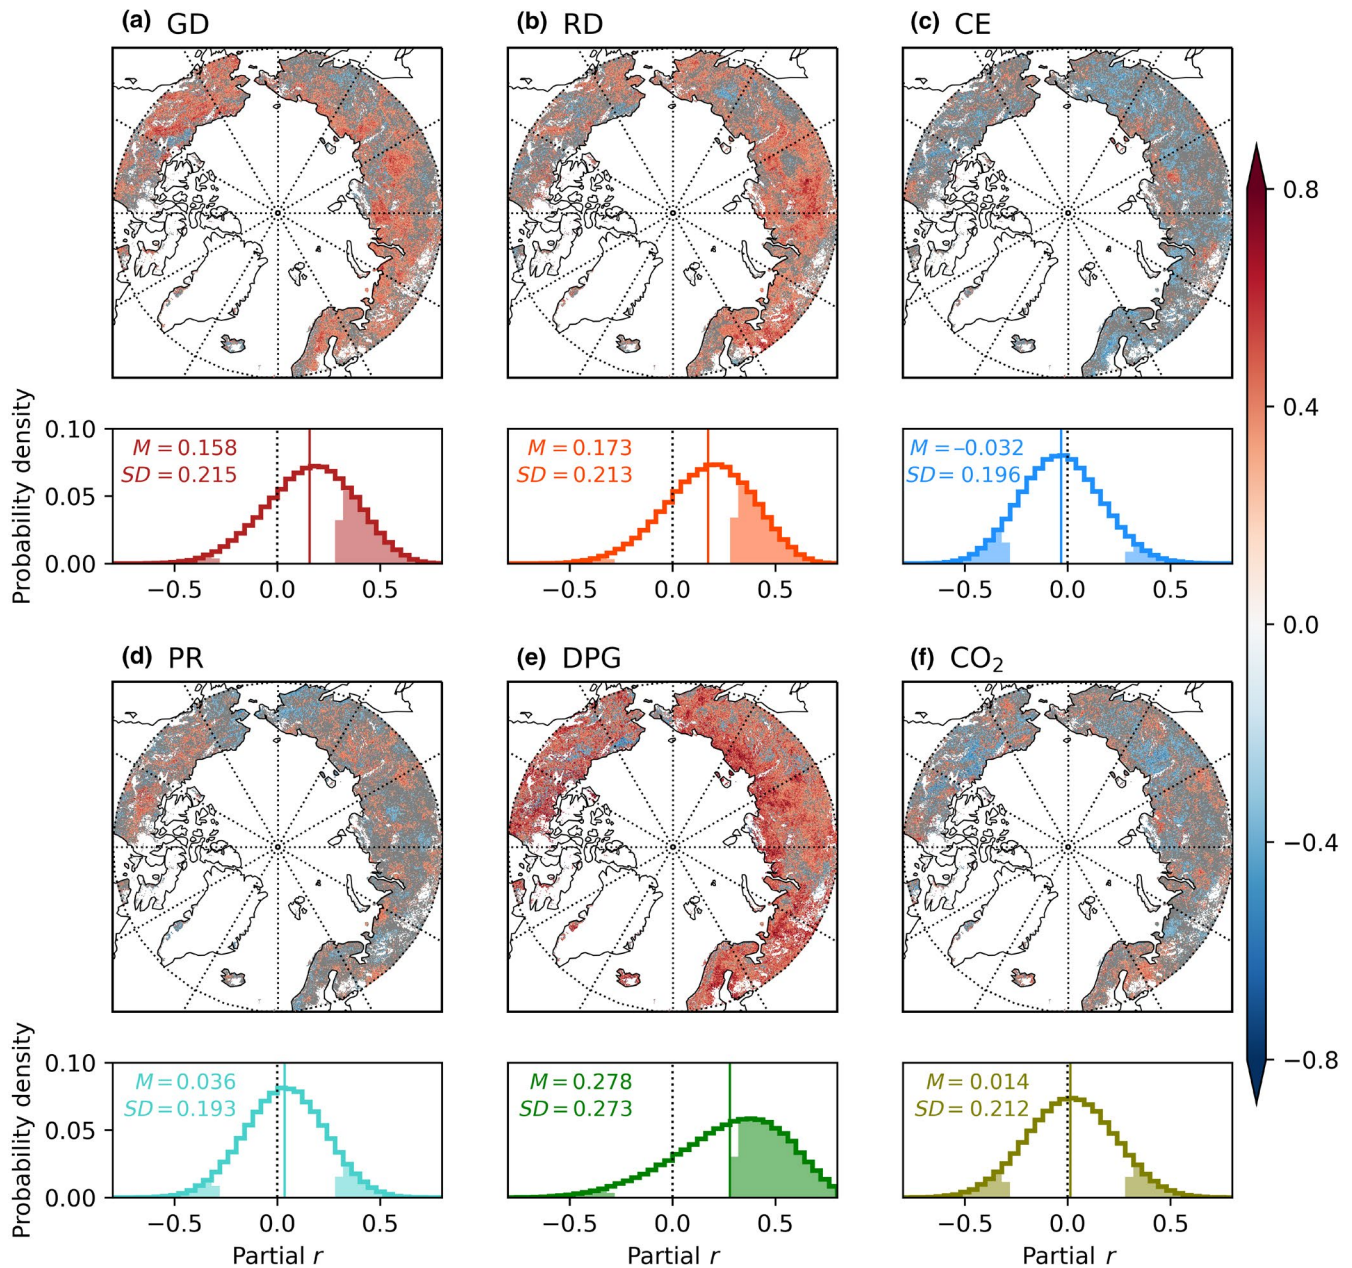 (a) GD
(b) RD
(c) CE
0.8
0.4
0.0
−0.4
−0.8
Probability density
0.10
0.05
0.00
M = 0.158
SD = 0.215
−0.5 0.0 0.5
M = 0.173
SD = 0.213
−0.5 0.0 0.5
M = –0.032
SD = 0.196
−0.5 0.0 0.5
(d) PR
(e) DPG
(f) CO₂
Probability density
0.10
0.05
0.00
M = 0.036
SD = 0.193
−0.5 0.0 0.5
Partial r
M = 0.278
SD = 0.273
−0.5 0.0 0.5
Partial r
M = 0.014
SD = 0.212
−0.5 0.0 0.5
Partial r